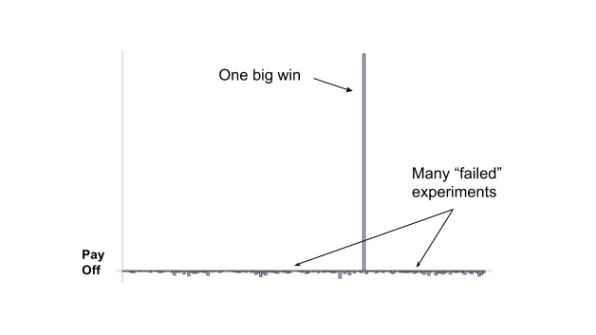 One big win
Many “failed”
experiments
Pay
Off